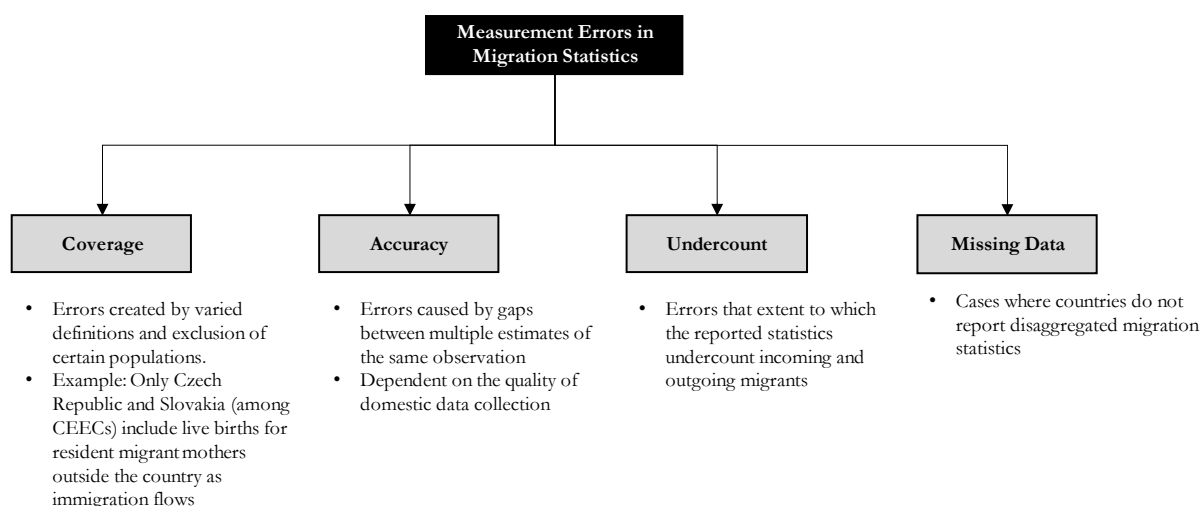 Measurement Errors in
Migration Statistics
Coverage
Accuracy
Undercount
Missing Data
• Errors created by varied
definitions and exclusion of
certain populations.
• Example: Only Czech
Republic and Slovakia (among
CEECs) include live births for
resident migrant mothers
outside the country as
immigration flows
• Errors caused by gaps
between multiple estimates of
the same observation
• Dependent on the quality of
domestic data collection
• Errors that extent to which
the reported statistics
undercount incoming and
outgoing migrants
• Cases where countries do not
report disaggregated migration
statistics